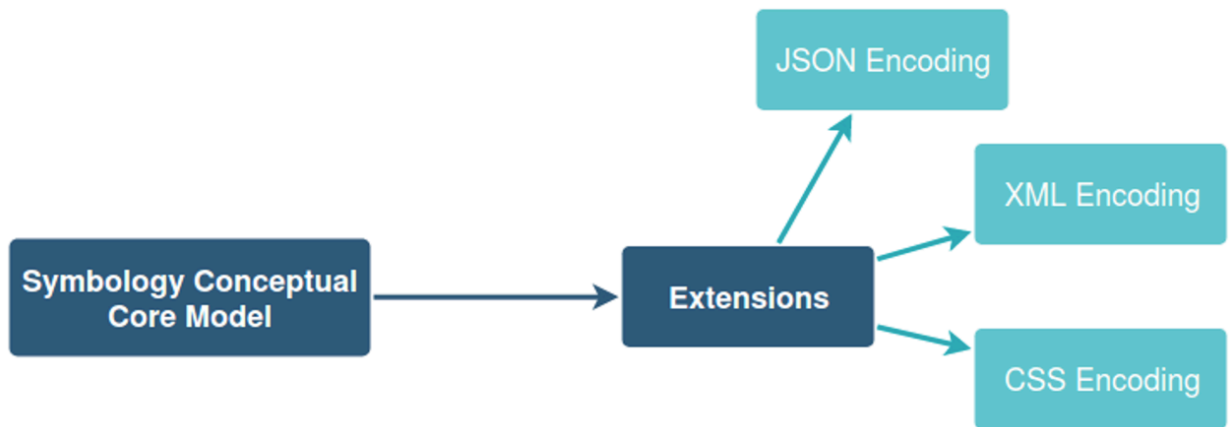 JSON Encoding
XML Encoding
Symbology Conceptual
Core Model
Extensions
CSS Encoding